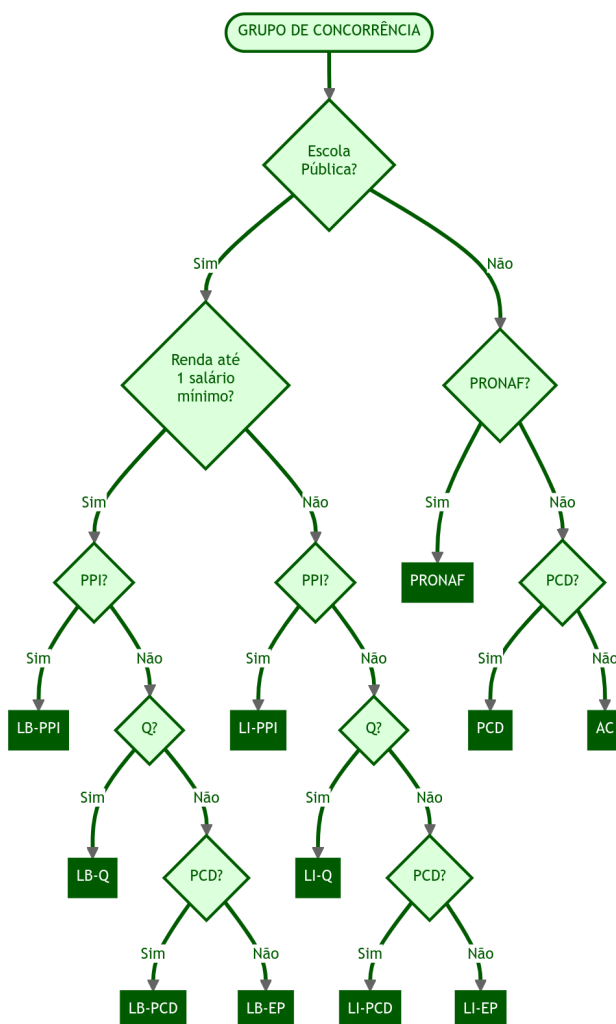 GRUPO DE CONCORRÊNCIA
Escola
Pública?
Sim
Não
Renda até
1 salário
mínimo?
PRONAF?
Sim
Não
Sim
Não
PPI?
PPI?
PRONAF
PCD?
Sim
Não
Sim
Não
Sim
Não
LB-PPI
Q?
LI-PPI
Q?
PCD
AC
Sim
Não
Sim
Não
LB-Q
PCD?
LI-Q
PCD?
Sim
Não
Sim
Não
LB-PCD
LB-EP
LI-PCD
LI-EP